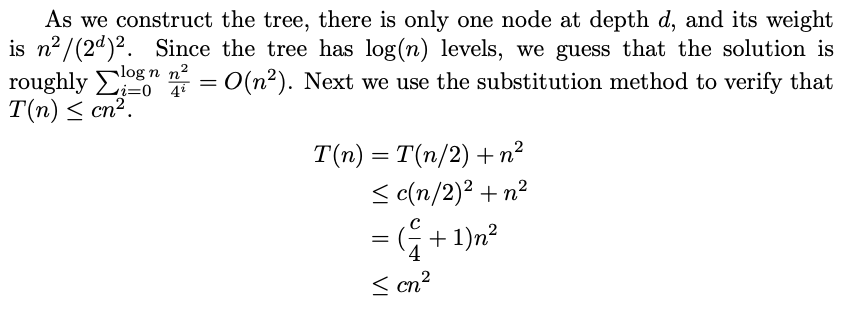 As we construct the tree, there is only one node at depth d, and its weight
is n²/(2ᵈ)². Since the tree has log(n) levels, we guess that the solution is
roughly ∑_{i=0}^{log n} n²/4ⁱ = O(n²). Next we use the substitution method to verify that
T(n) ≤ cn².
T(n) = T(n/2) + n²
≤ c(n/2)² + n²
= (c/4 + 1)n²
≤ cn²